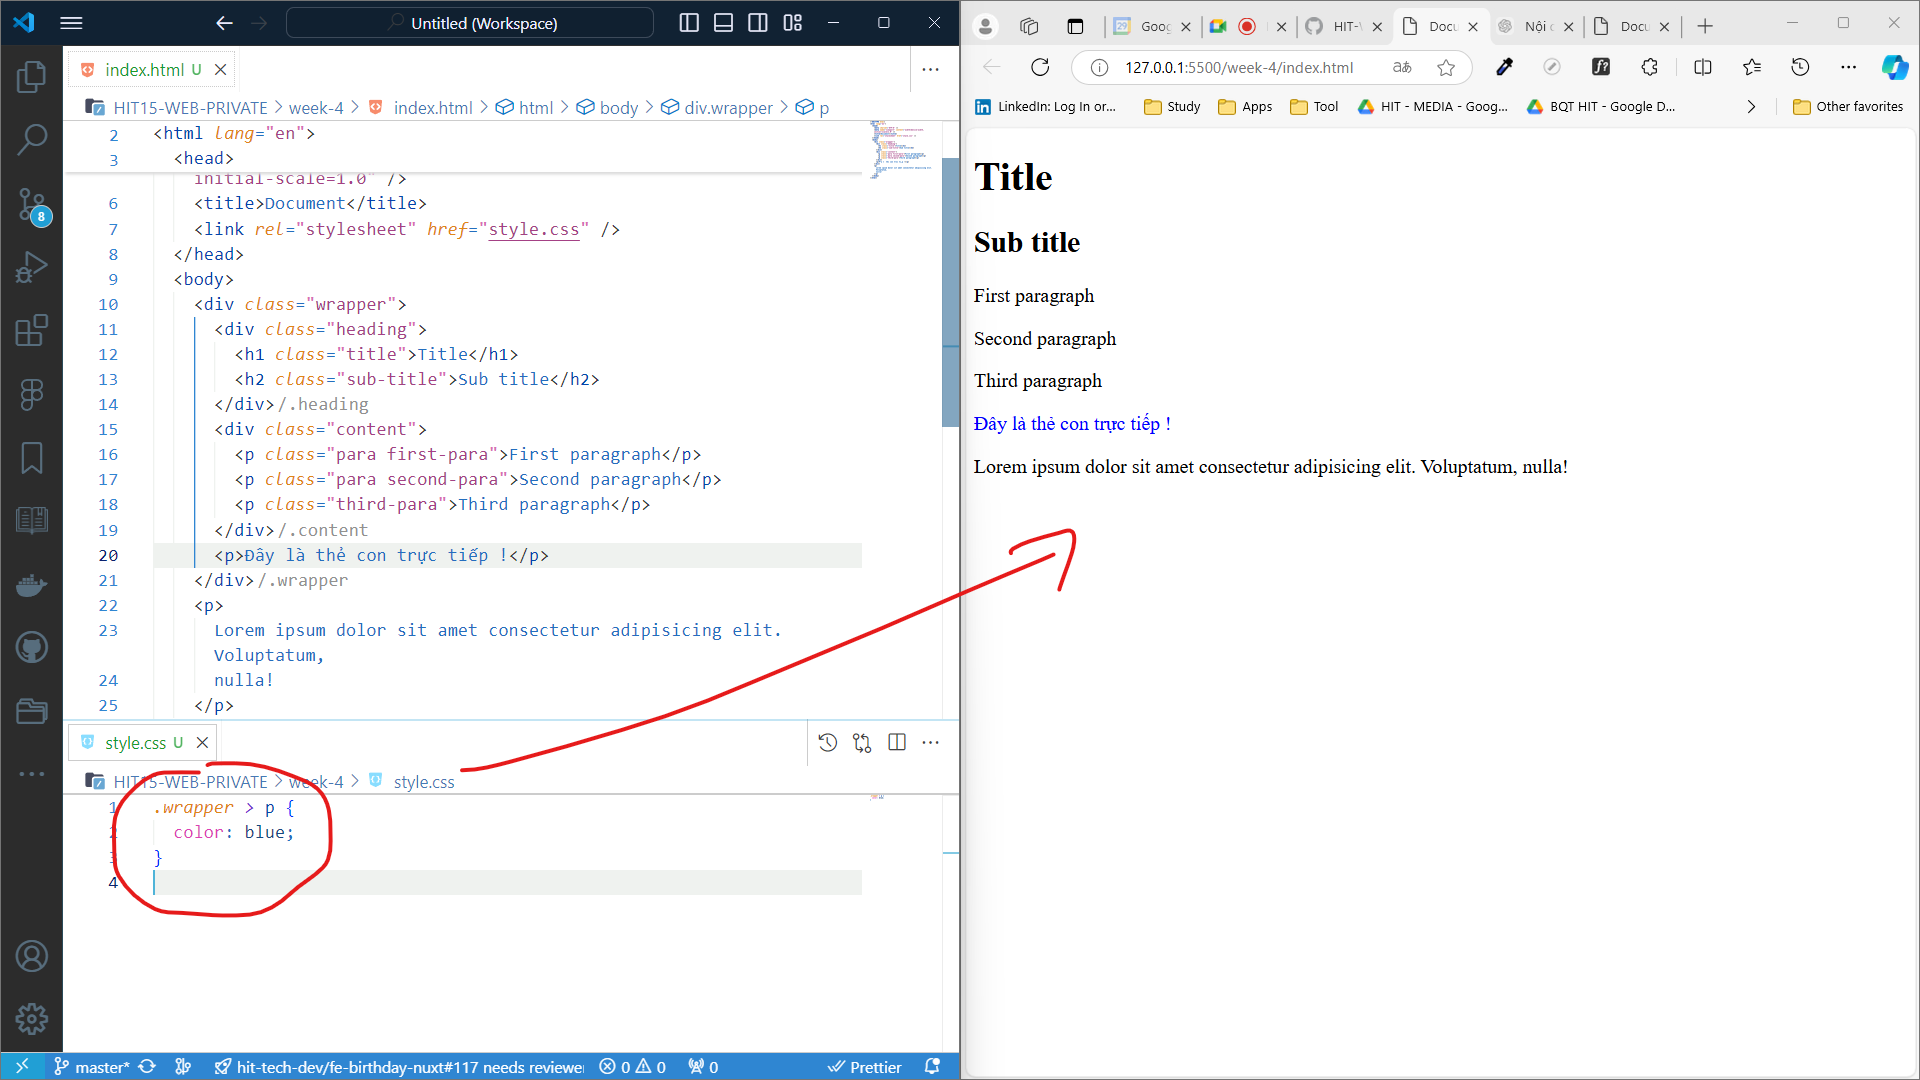 Untitled (Workspace)
index.html U
HIT15-WEB-PRIVATE > week-4 > index.html > html > body > div.wrapper > p
2 <html lang="en">
3 <head>
initial-scale=1.0" />
6 <title>Document</title>
7 <link rel="stylesheet" href="style.css" />
8 </head>
9 <body>
10 <div class="wrapper">
11 <div class="heading">
12 <h1 class="title">Title</h1>
13 <h2 class="sub-title">Sub title</h2>
14 </div>/.heading
15 <div class="content">
16 <p class="para first-para">First paragraph</p>
17 <p class="para second-para">Second paragraph</p>
18 <p class="third-para">Third paragraph</p>
19 </div>/.content
20 <p>Đây là thẻ con trực tiếp !</p>
21 </div>/.wrapper
22 <p>
23 Lorem ipsum dolor sit amet consectetur adipisicing elit.
Voluptatum,
24 nulla!
25 </p>
style.css U
HIT15-WEB-PRIVATE > week-4 > style.css
1 .wrapper > p {
2 color: blue;
3 }
4
8
master* hit-tech-dev/fe-birthday-nuxt#117 needs reviewer 0 0 0 Prettier
29 Goog HIT-\ Docu Nội c Docu
127.0.0.1:5500/week-4/index.html
LinkedIn: Log In or... Study Apps Tool HIT - MEDIA - Goog... BQT HIT - Google D... Other favorites
Title
Sub title
First paragraph
Second paragraph
Third paragraph
Đây là thẻ con trực tiếp !
Lorem ipsum dolor sit amet consectetur adipisicing elit. Voluptatum, nulla!